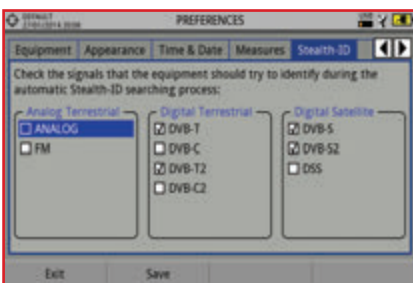 PREFERENCES
Equipment Appearance Time & Date Measures Stealth-ID
Check the signals that the equipment should try to identify during the
automatic Stealth-ID searching process:
Analog Terrestrial Digital Terrestrial Digital Satellite
ANALOG DVB-T DVB-S
FM DVB-C DVB-S2
DVB-T2 DSS
DVB-C2
Exit Save